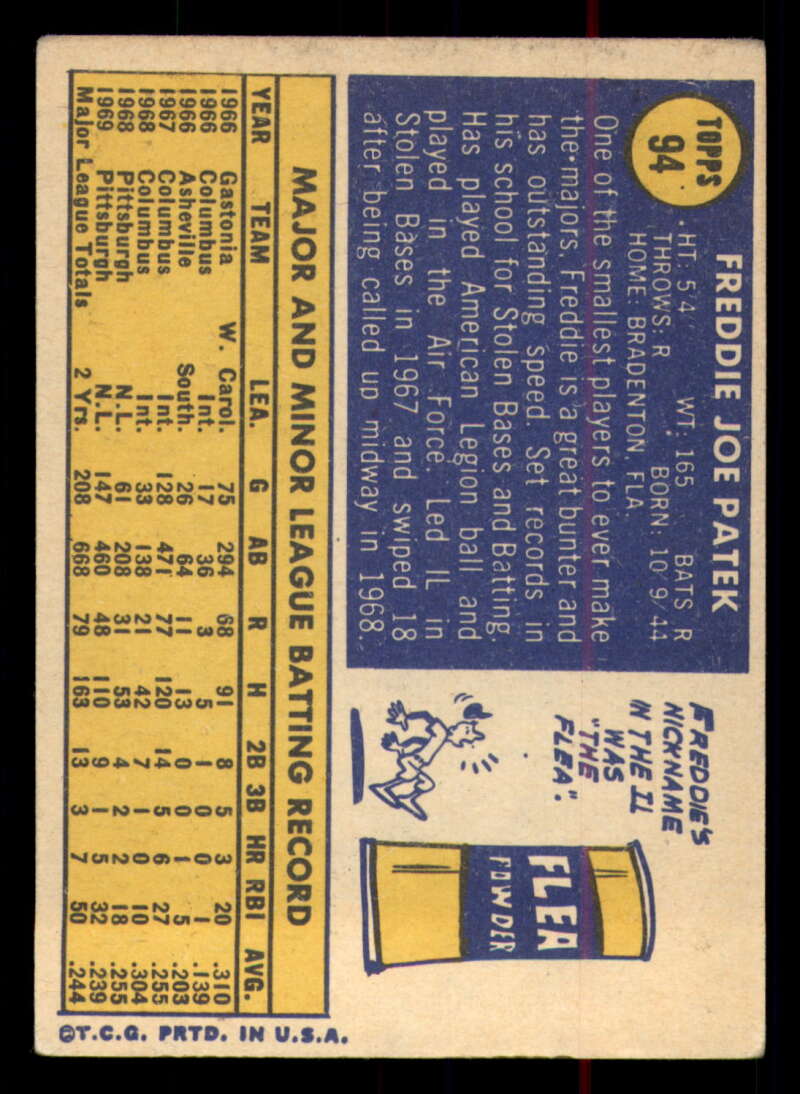 TOPPS
94
FREDDIE JOE PATEK
HT: 5'4" WT: 165 BATS: R
THROWS: R BORN: 10/9/44
HOME: BRADENTON, FLA.
One of the smallest players to ever make
the majors, Freddie is a great bunter and
has outstanding speed. Set records in
his school for Stolen Bases and Batting.
Has played American Legion ball and
played in the Air Force. Led IL in
Stolen Bases in 1967 and swiped 18
after being called up midway in 1968.
FREDDIE'S
NICKNAME
IN THE IL
WAS
"THE
FLEA".
FLEA
POWDER
MAJOR AND MINOR LEAGUE BATTING RECORD
YEAR TEAM LEA. G AB R H 2B 3B HR RBI AVG.
1966 Gastonia W. Carol. 75 294 68 91 8 5 3 20 .310
1966 Columbus Int. 17 36 3 5 1 0 0 1 .139
1966 Asheville South. 26 64 11 13 0 0 1 5 .203
1967 Columbus Int. 128 471 77 120 14 5 6 27 .255
1968 Columbus Int. 33 138 21 42 7 1 0 10 .304
1968 Pittsburgh N.L. 61 208 31 53 4 2 2 18 .255
1969 Pittsburgh N.L. 147 460 48 110 9 1 5 32 .239
Major League Totals 2 Yrs. 208 668 79 163 13 3 7 50 .244
©T.C.G. PRTD. IN U.S.A.